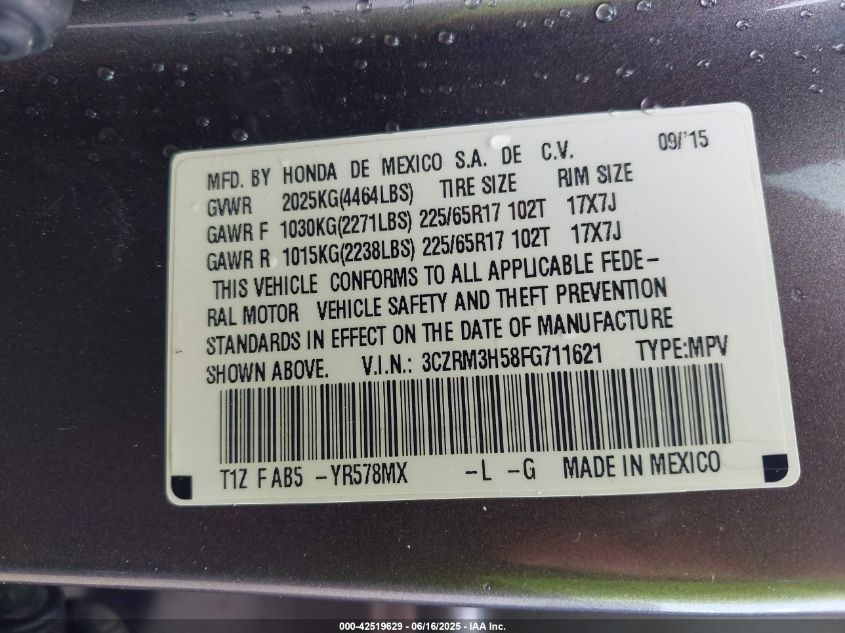 09/'15
MFD. BY HONDA DE MEXICO S.A. DE C.V.
GVWR 2025KG(4464LBS) TIRE SIZE RIM SIZE
GAWR F 1030KG(2271LBS) 225/65R17 102T 17X7J
GAWR R 1015KG(2238LBS) 225/65R17 102T 17X7J
THIS VEHICLE CONFORMS TO ALL APPLICABLE FEDE-
RAL MOTOR VEHICLE SAFETY AND THEFT PREVENTION
STANDARDS IN EFFECT ON THE DATE OF MANUFACTURE
SHOWN ABOVE. V.I.N.: 3CZRM3H58FG711621 TYPE:MPV
T1Z F AB5 -YR578MX -L -G MADE IN MEXICO
000-42519629 - 06/16/2025 - IAA Inc.